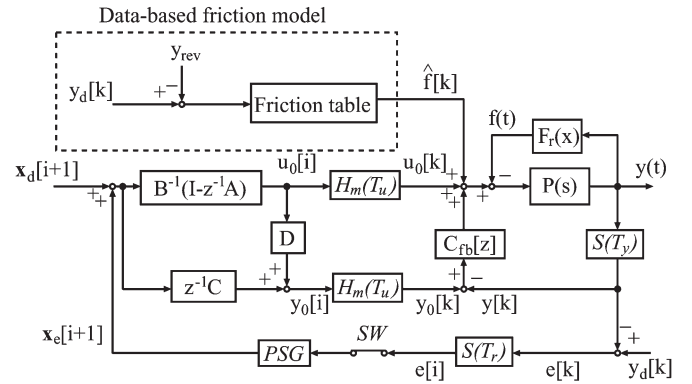 Data-based friction model
y_rev
y_d[k]
+
−
Friction table
f̂[k]
f(t)
F_r(x)
x_d[i+1]
u_0[i]
u_0[k]
+
+
B⁻¹(I-z⁻¹A)
H_m(T_u)
+
+
+
+
−
P(s)
y(t)
D
C_fb[z]
S(T_y)
z⁻¹C
+
+
y_0[i]
H_m(T_u)
y_0[k]
+
−
y[k]
x_e[i+1]
PSG
SW
e[i]
S(T_r)
e[k]
−
+
y_d[k]